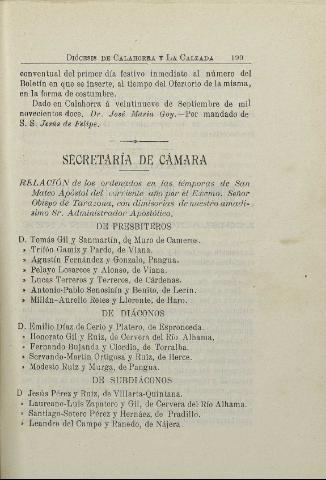 DIÓCESIS DE CALAHORRA Y LA CALZADA 199
conventual del primer día festivo inmediato al número del
Boletín en que se inserte, al tiempo del Ofertorio de la misma,
en la forma de costumbre.
Dado en Calahorra á veintinueve de Septiembre de mil
novecientos doce. Dr. José María Goy.—Por mandado de
S. S. Jesús de Felipe.
SECRETARÍA DE CÁMARA
RELACIÓN de los ordenados en las témporas de San
Mateo Apóstol del corriente año por el Excmo. Señor
Obispo de Tarazona, con dimisorias de nuestro amadí-
simo Sr. Administrador Apostólico.
DE PRESBITEROS
D. Tomás Gil y Sanmartín, de Muro de Cameros.
» Trifón Gamiz y Pardo, de Viana.
» Agustín Fernández y Gonzalo, Pangua.
» Pelayo Losarcos y Alonso, de Viana.
» Lucas Terreros y Terreros, de Cárdenas.
» Antonio-Pablo Senosiaín y Benito, de Lerín.
» Millán-Aurelio Reíes y Llorente, de Haro.
DE DIÁCONOS
D. Emilio Díaz de Cerio y Platero, de Espronceda.
» Honorato Gil y Ruiz, de Cervera del Río Alhama,
» Fernando Bujanda y Ciordia, de Torralba.
» Servando-Martín Ortigosa y Ruiz, de Herce.
» Modesto Ruiz y Murga, de Pangua.
DE SUBDIÁCONOS
D Jesús Pérez y Ruiz, de Villarta-Quintana.
» Laureano-Luis Zapatero y Gil, de Cervera del Río Alhama.
» Santiago-Sotero Pérez y Hernáez, de Pradillo.
» Leandro del Campo y Ranedo, de Nájera.